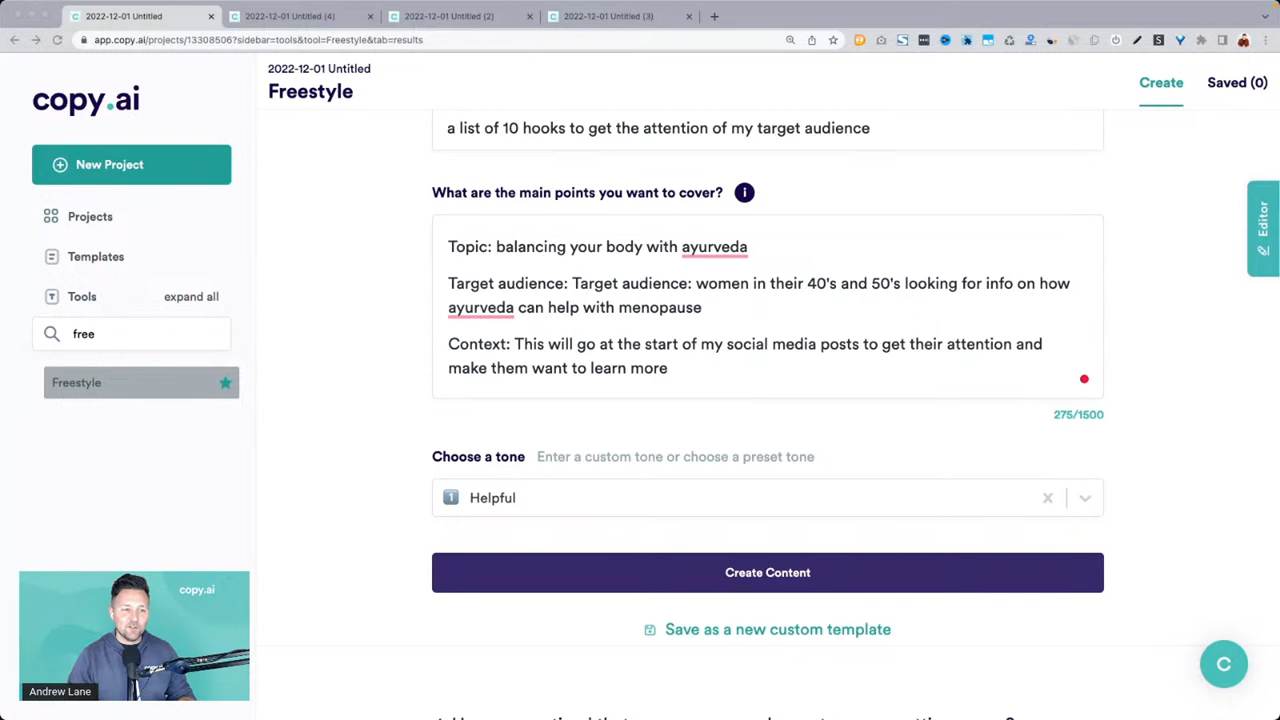 2022-12-01 Untitled
2022-12-01 Untitled (4)
2022-12-01 Untitled (2)
2022-12-01 Untitled (3)
app.copy.ai/projects/13308506?sidebar=tools&tool=Freestyle&tab=results
copy.ai
New Project
Projects
Templates
Tools
expand all
free
Freestyle
2022-12-01 Untitled
Freestyle
Create
Saved (0)
a list of 10 hooks to get the attention of my target audience
What are the main points you want to cover?
Topic: balancing your body with ayurveda
Target audience: Target audience: women in their 40's and 50's looking for info on how
ayurveda can help with menopause
Context: This will go at the start of my social media posts to get their attention and
make them want to learn more
275/1500
Choose a tone
Enter a custom tone or choose a preset tone
1 Helpful
Create Content
Save as a new custom template
Editor
C
copy.ai
Andrew Lane